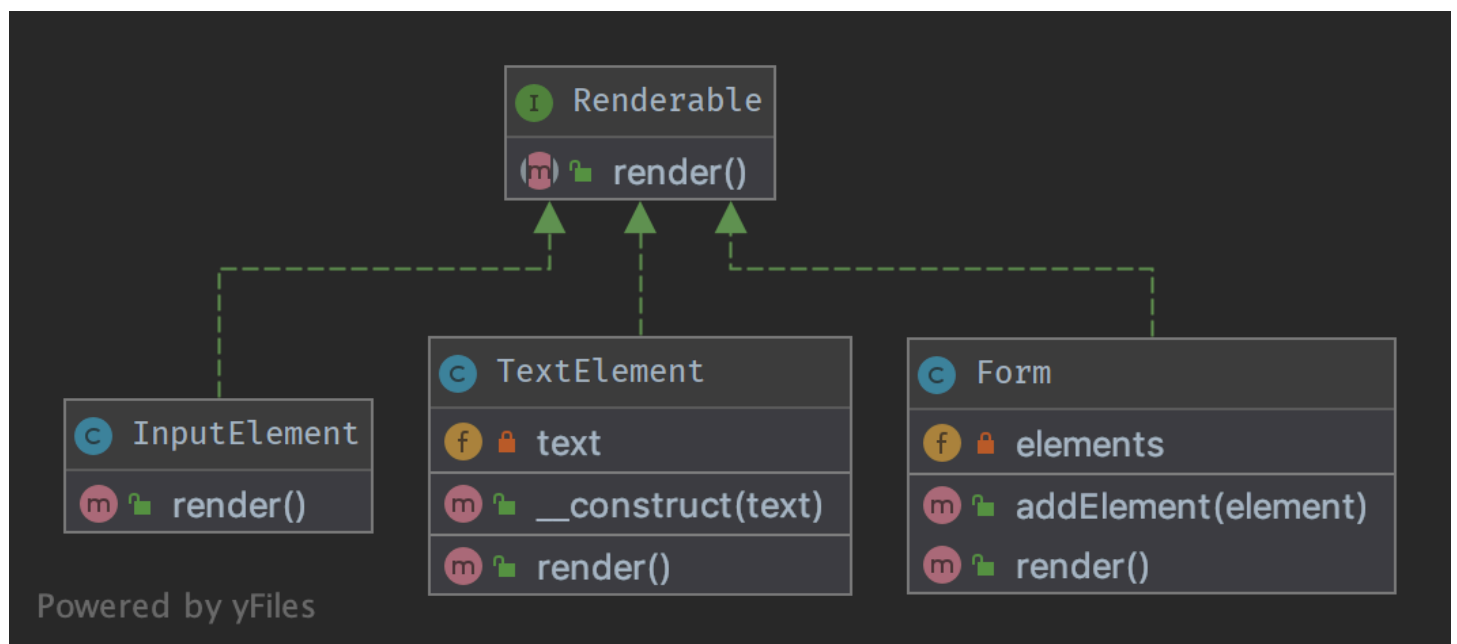 I Renderable
m render()
C InputElement
m render()
C TextElement
f text
m __construct(text)
m render()
C Form
f elements
m addElement(element)
m render()
Powered by yFiles